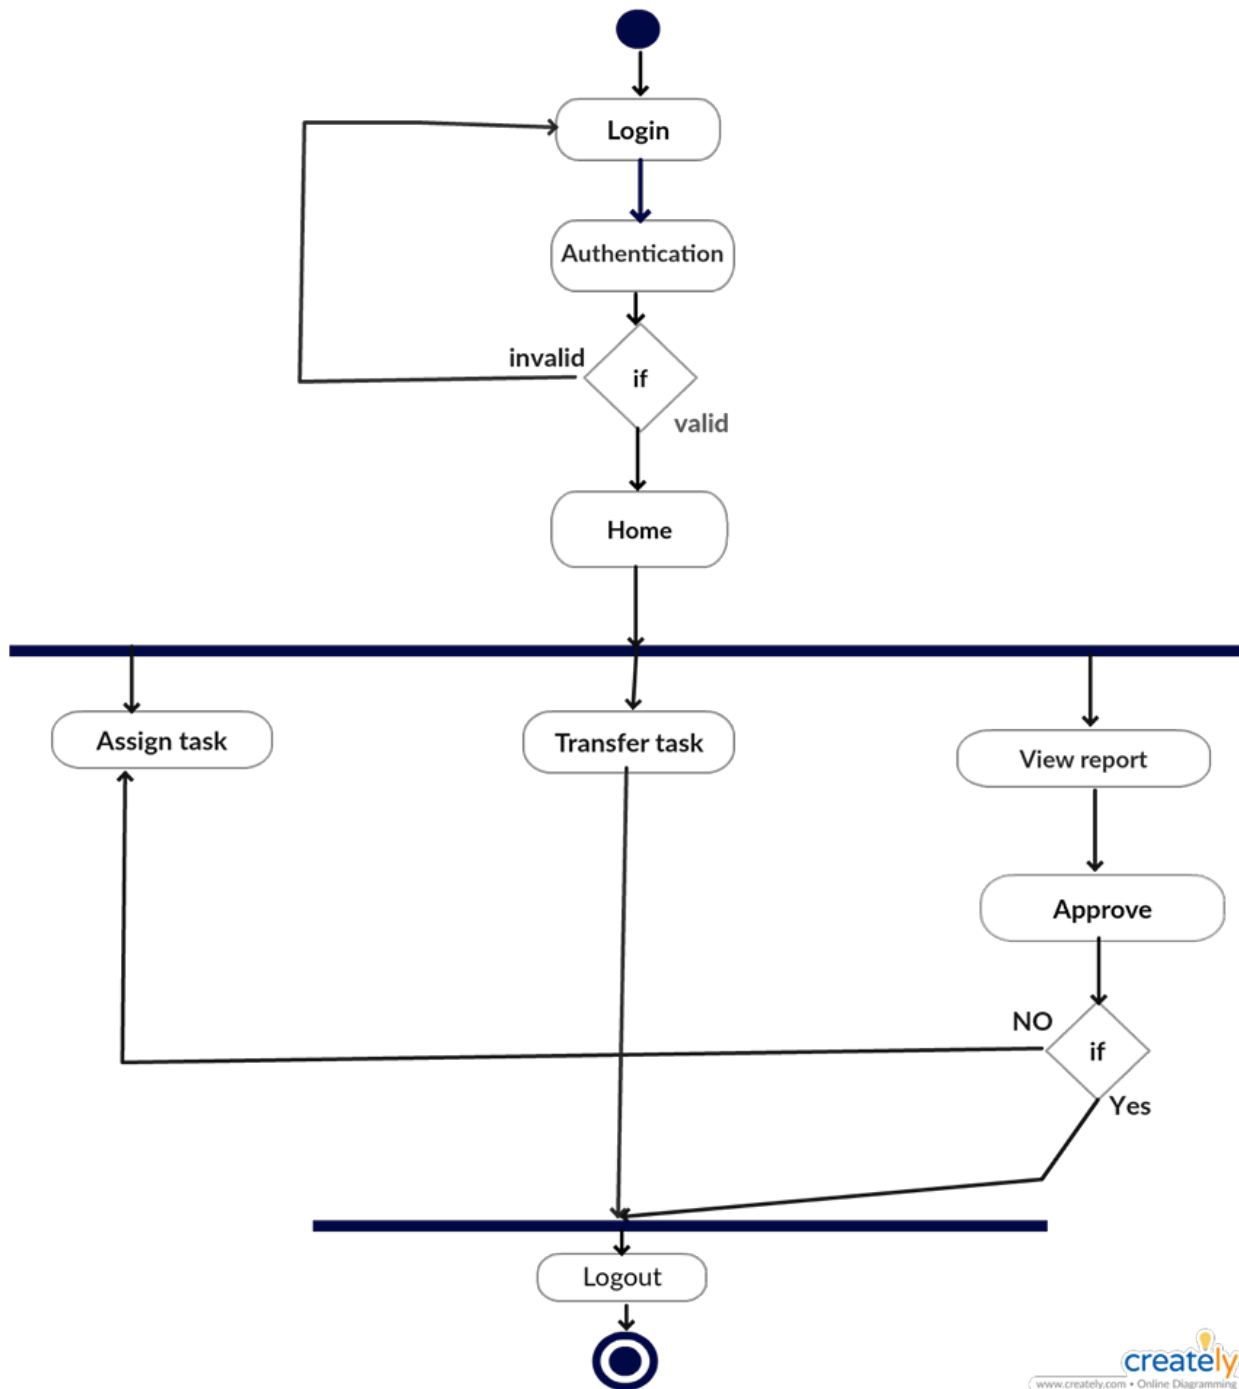 Login
Authentication
invalid
if
valid
Home
Assign task
Transfer task
View report
Approve
NO
if
Yes
Logout
creately
www.creately.com • Online Diagramming